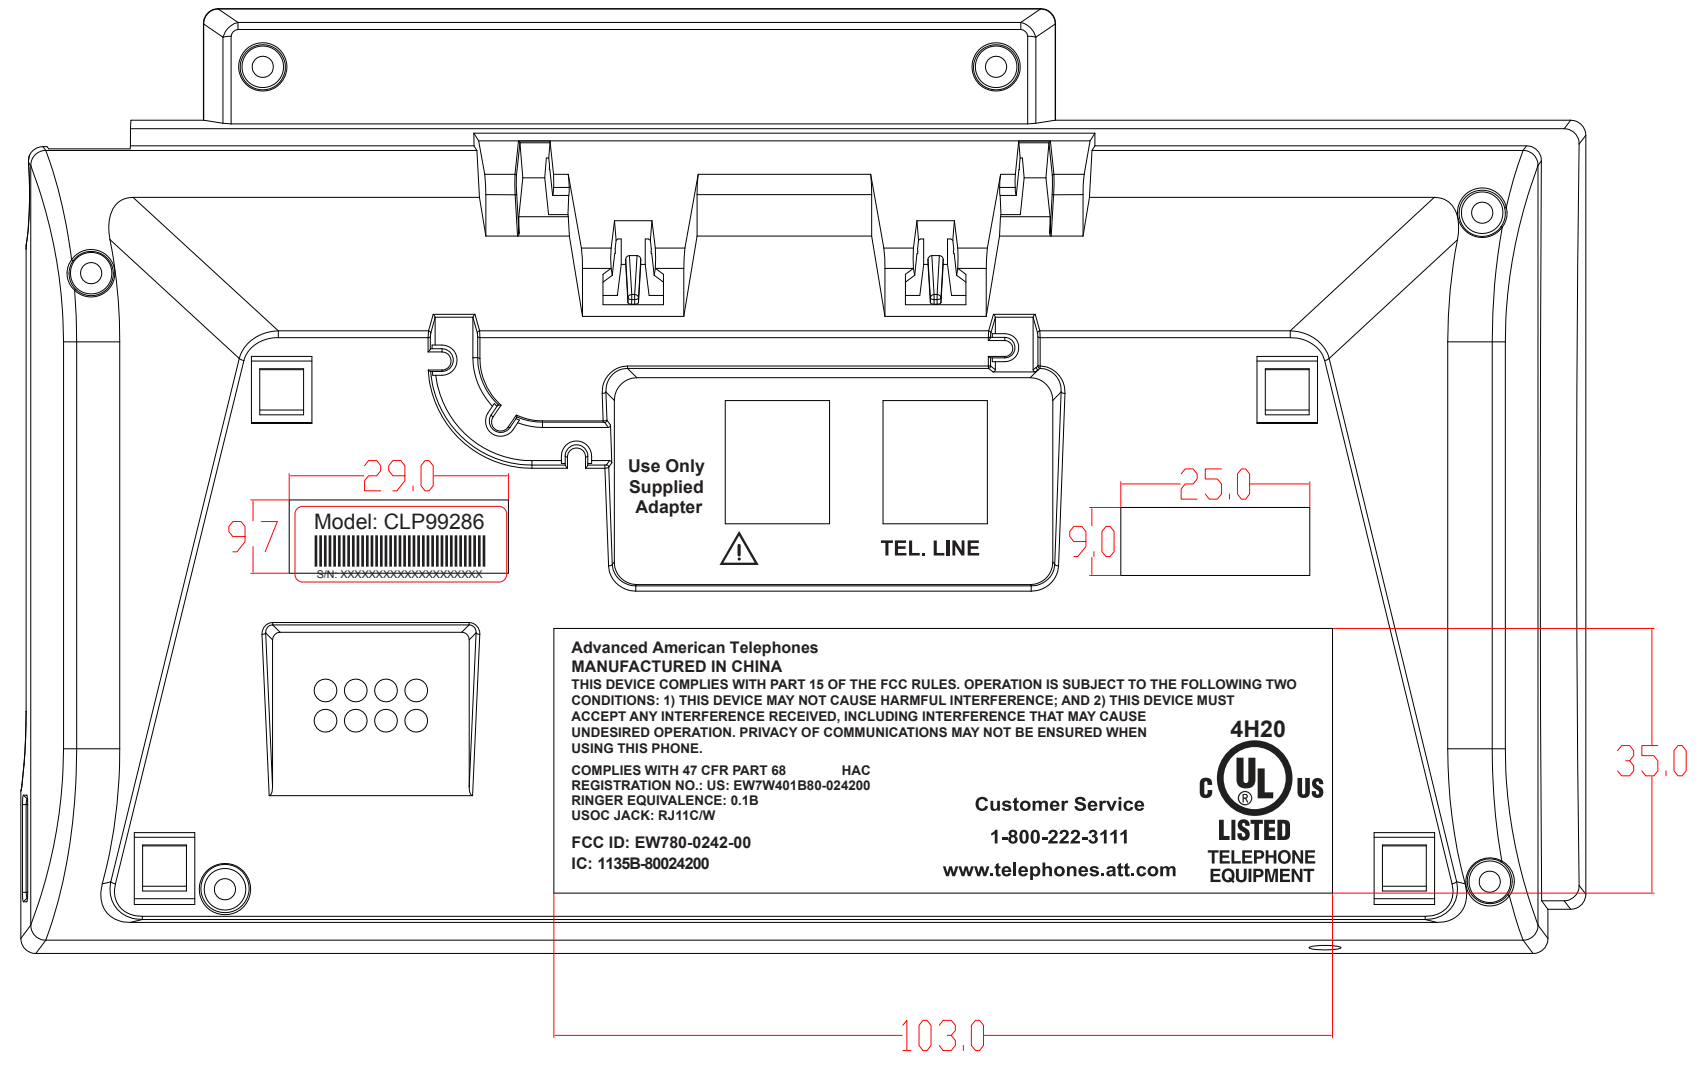 29.0
9.7
Model: CLP99286
S/N: XXXXXXXXXXXXXXXXXXXX
Use Only
Supplied
Adapter
TEL. LINE
25.0
9.0
Advanced American Telephones
MANUFACTURED IN CHINA
THIS DEVICE COMPLIES WITH PART 15 OF THE FCC RULES. OPERATION IS SUBJECT TO THE FOLLOWING TWO
CONDITIONS: 1) THIS DEVICE MAY NOT CAUSE HARMFUL INTERFERENCE; AND 2) THIS DEVICE MUST
ACCEPT ANY INTERFERENCE RECEIVED, INCLUDING INTERFERENCE THAT MAY CAUSE
UNDESIRED OPERATION. PRIVACY OF COMMUNICATIONS MAY NOT BE ENSURED WHEN
USING THIS PHONE.
COMPLIES WITH 47 CFR PART 68 HAC
REGISTRATION NO.: US: EW7W401B80-024200
RINGER EQUIVALENCE: 0.1B
USOC JACK: RJ11C/W
FCC ID: EW780-0242-00
IC: 1135B-80024200
Customer Service
1-800-222-3111
www.telephones.att.com
4H20
C UL ® US
LISTED
TELEPHONE
EQUIPMENT
35.0
103.0